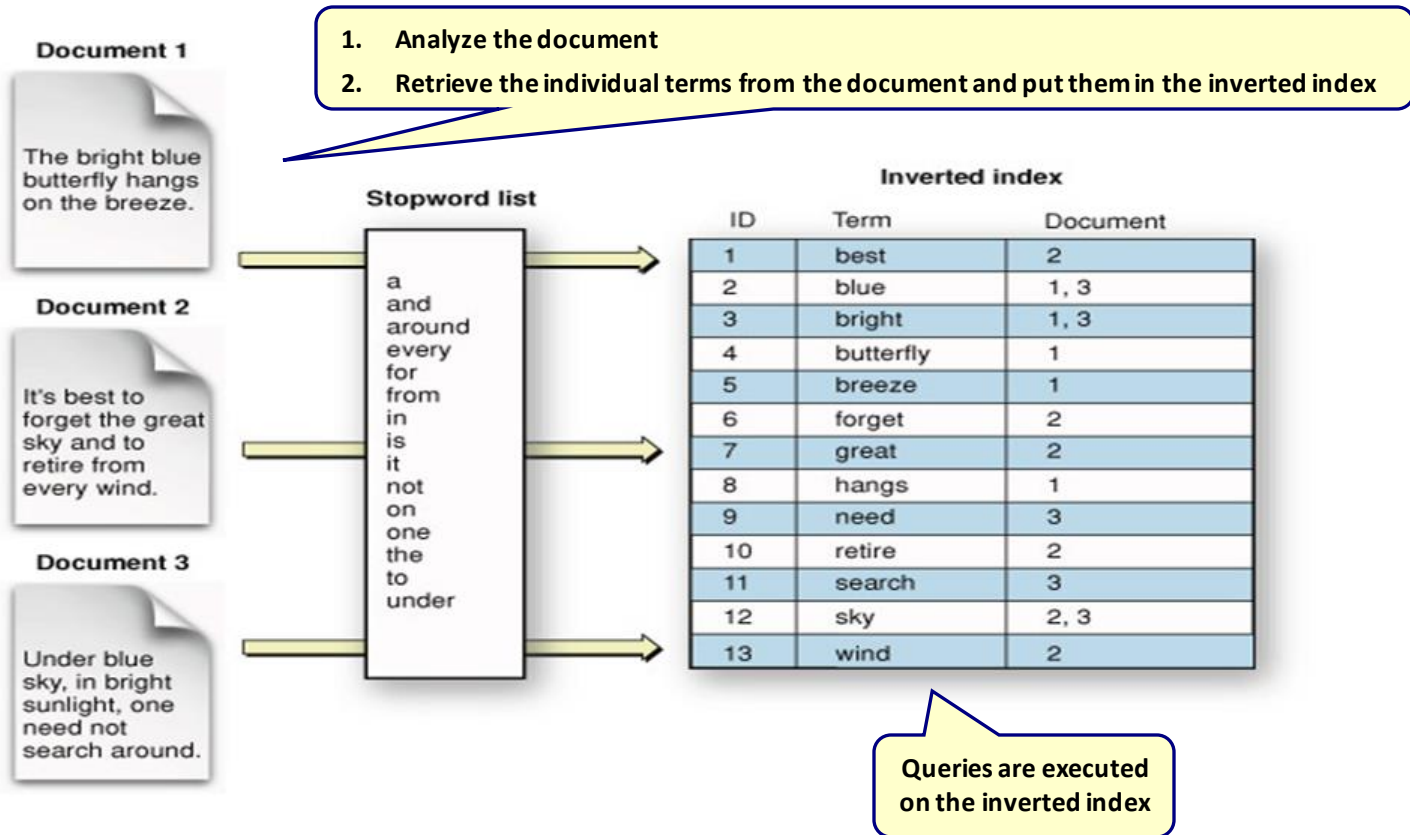 1. Analyze the document
2. Retrieve the individual terms from the document and put them in the inverted index
Document 1
The bright blue
butterfly hangs
on the breeze.
Document 2
It's best to
forget the great
sky and to
retire from
every wind.
Document 3
Under blue
sky, in bright
sunlight, one
need not
search around.
Stopword list
a
and
around
every
for
from
in
is
it
not
on
one
the
to
under
Inverted index
ID Term Document
1 best 2
2 blue 1, 3
3 bright 1, 3
4 butterfly 1
5 breeze 1
6 forget 2
7 great 2
8 hangs 1
9 need 3
10 retire 2
11 search 3
12 sky 2, 3
13 wind 2
Queries are executed
on the inverted index